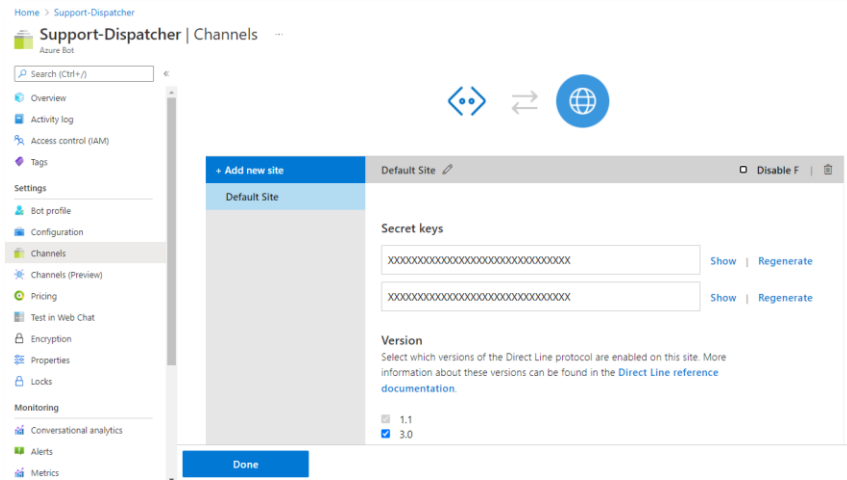 Home > Support-Dispatcher
Support-Dispatcher | Channels ...
Azure Bot
Search (Ctrl+/) «
Overview
Activity log
Access control (IAM)
Tags
Settings
Bot profile
Configuration
Channels
Channels (Preview)
Pricing
Test in Web Chat
Encryption
Properties
Locks
Monitoring
Conversational analytics
Alerts
Metrics
+ Add new site
Default Site
Default Site
Disable F |
Secret keys
XXXXXXXXXXXXXXXXXXXXXXXXXXXXXXX Show | Regenerate
XXXXXXXXXXXXXXXXXXXXXXXXXXXXXXX Show | Regenerate
Version
Select which versions of the Direct Line protocol are enabled on this site. More
information about these versions can be found in the Direct Line reference
documentation.
1.1
3.0
Done